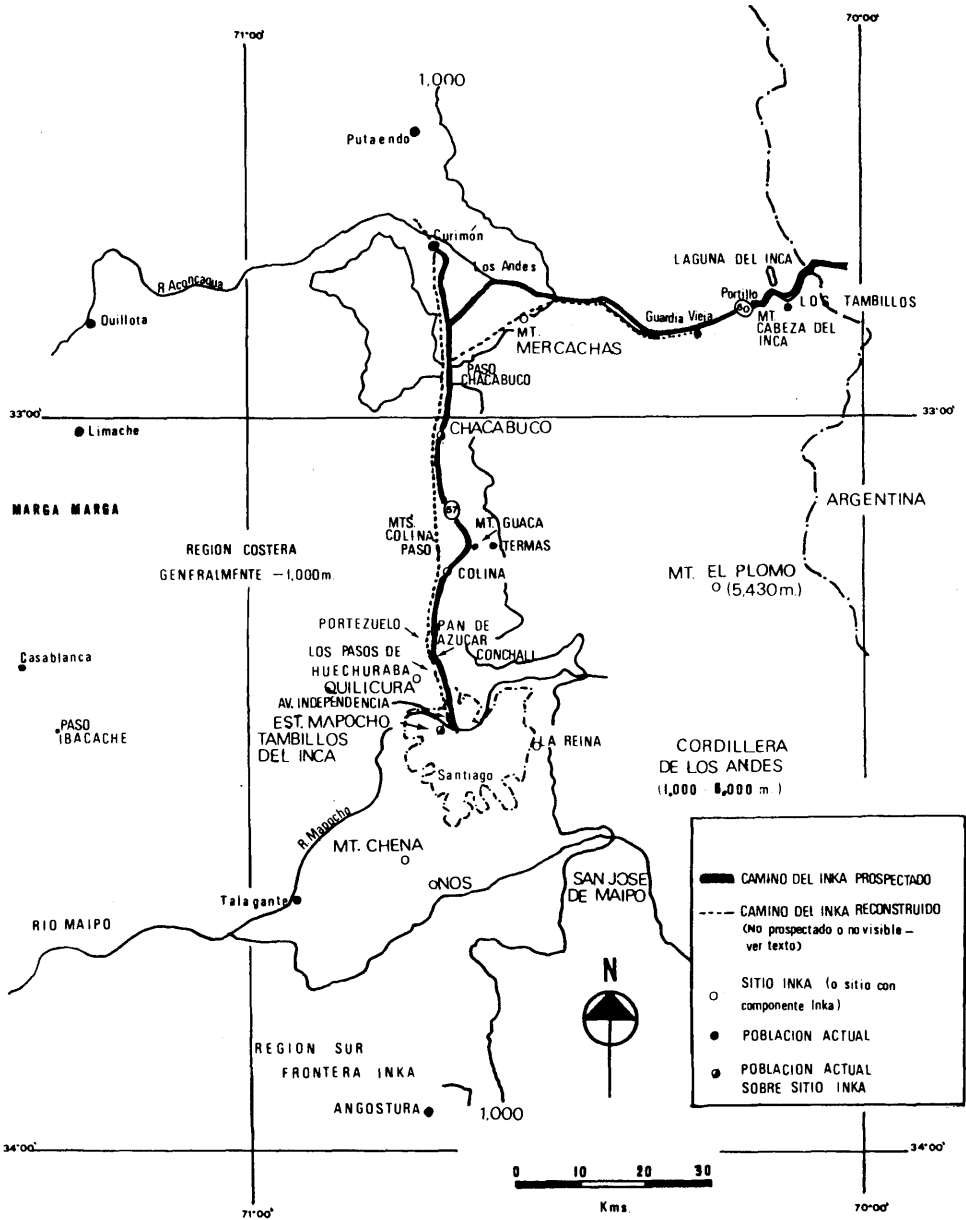 71°00'
70°00'
1,000
Putaendo
Curimón
Los Andes
LAGUNA DEL INCA
R. Aconcagua
Portillo
LOS TAMBILLOS
60
Quillota
Guardia Vieja
MT.
CABEZA DEL
INCA
MT.
MERCACHAS
PASO
CHACABUCO
33°00'
33°00'
Limache
CHACABUCO
ARGENTINA
MARGA MARGA
57
MTS.
COLINA
PASO
MT. GUACA
TERMAS
REGION COSTERA
GENERALMENTE -1,000m.
COLINA
MT. EL PLOMO
(5,430m.)
PORTEZUELO
PAN DE
AZUCAR
LOS PASOS DE
HUECHURABA
CONCHALI
Casablanca
QUILICURA
AV. INDEPENDENCIA
PASO
IBACACHE
EST. MAPOCHO
TAMBILLOS
DEL INCA
LA REINA
CORDILLERA
DE LOS ANDES
(1,000 - 6,000 m.)
Santiago
R. Mapocho
MT. CHENA
NOS
SAN JOSE
DE MAIPO
Talagante
RIO MAIPO
CAMINO DEL INKA PROSPECTADO
CAMINO DEL INKA RECONSTRUIDO
(No prospectado o no visible –
ver texto)
SITIO INKA (o sitio con
componente Inka)
POBLACION ACTUAL
POBLACION ACTUAL
SOBRE SITIO INKA
N
REGION SUR
FRONTERA INKA
ANGOSTURA
1,000
34°00'
34°00'
0 10 20 30
Kms.
71°00'
70°00'